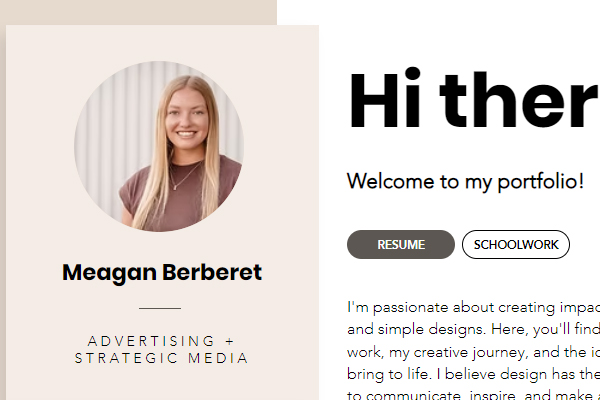 Hi ther
Welcome to my portfolio!
RESUME
SCHOOLWORK
Meagan Berberet
ADVERTISING +
STRATEGIC MEDIA
I'm passionate about creating impac
and simple designs. Here, you'll find
work, my creative journey, and the id
bring to life. I believe design has the
to communicate, inspire, and make a